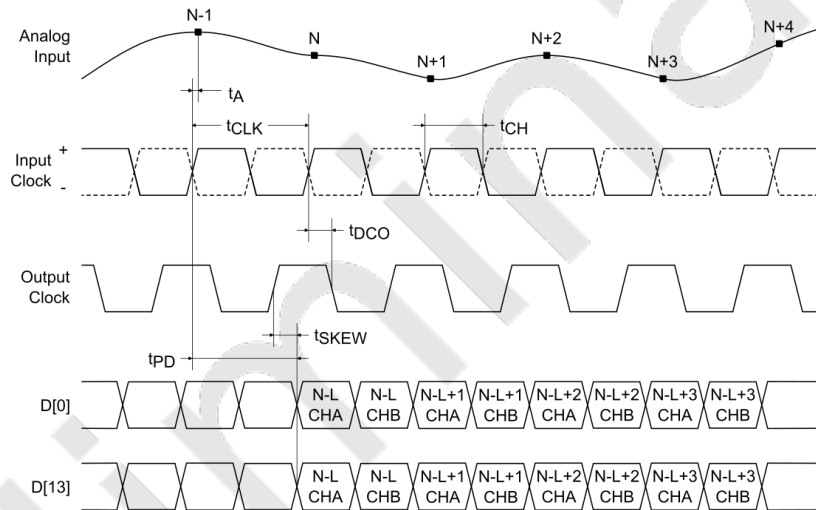 N-1
N
N+1
N+2
N+3
N+4
Analog
Input
tA
tCLK
tCH
Input
Clock
+
-
tDCO
Output
Clock
tSKEW
tPD
D[0]
N-L
CHA
N-L
CHB
N-L+1
CHA
N-L+1
CHB
N-L+2
CHA
N-L+2
CHB
N-L+3
CHA
N-L+3
CHB
D[13]
N-L
CHA
N-L
CHB
N-L+1
CHA
N-L+1
CHB
N-L+2
CHA
N-L+2
CHB
N-L+3
CHA
N-L+3
CHB